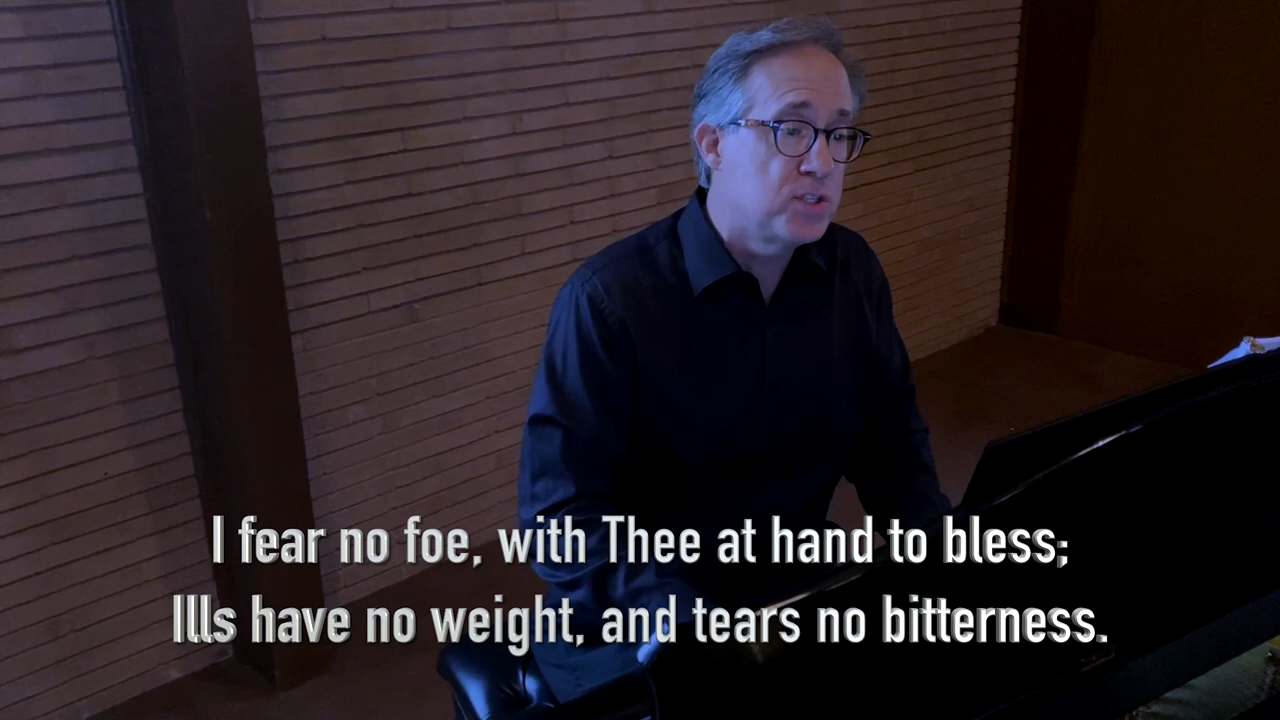 I fear no foe, with Thee at hand to bless;
Ills have no weight, and tears no bitterness.